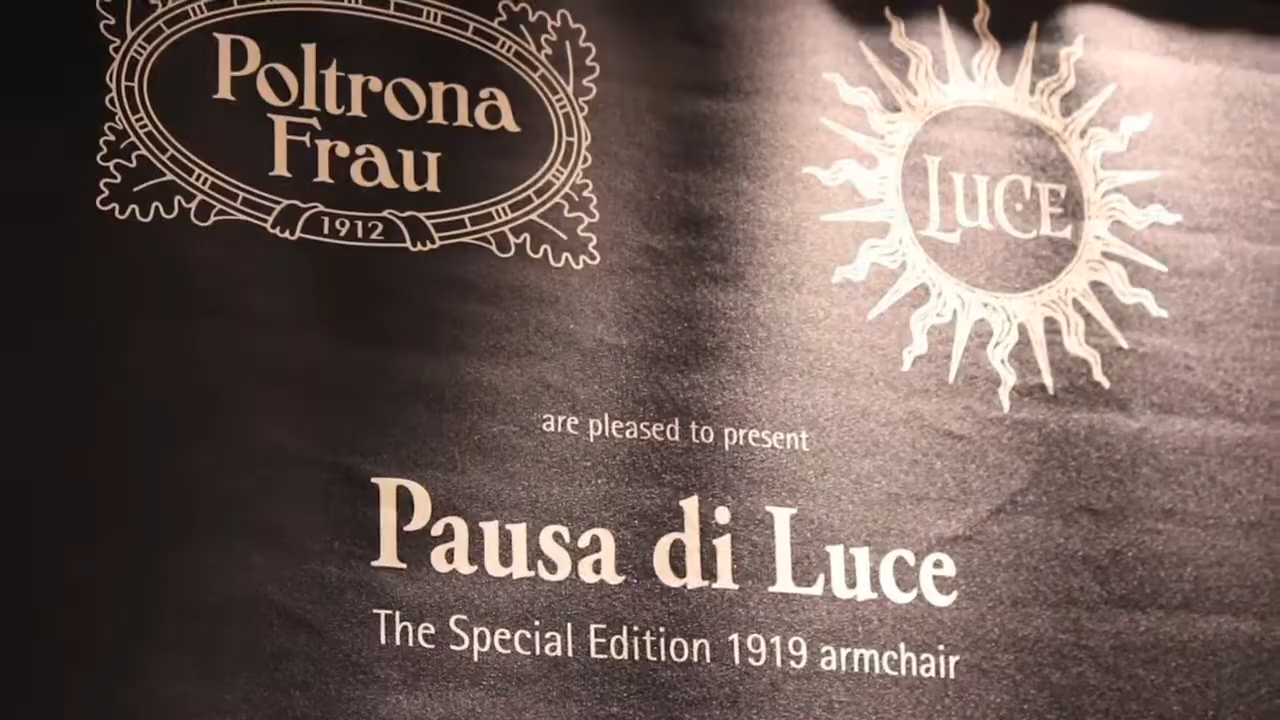 Poltrona
Frau
1912
LUCE
are pleased to present
Pausa di Luce
The Special Edition 1919 armchair